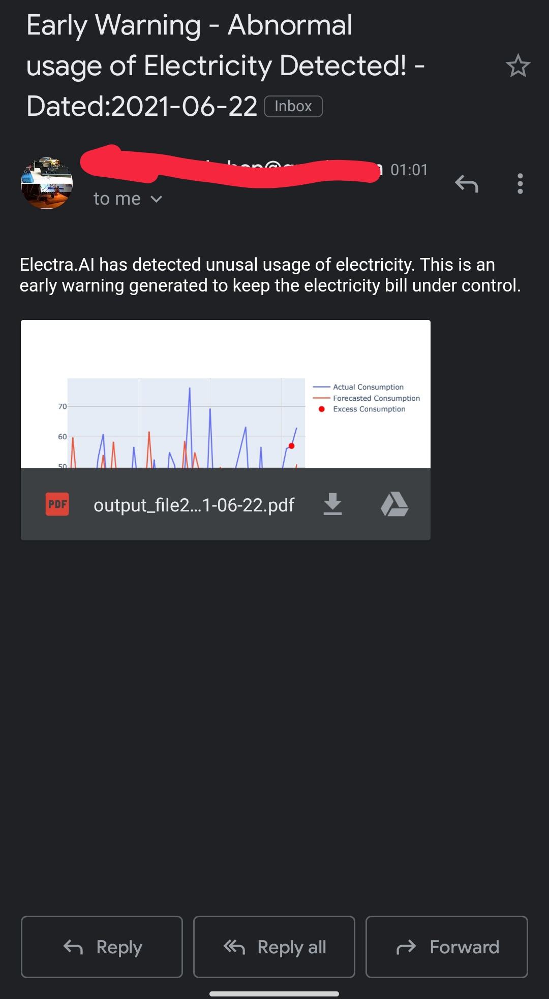 Early Warning - Abnormal
usage of Electricity Detected! -
Dated:2021-06-22 Inbox
01:01
to me
Electra.AI has detected unusal usage of electricity. This is an
early warning generated to keep the electricity bill under control.
Actual Consumption
Forecasted Consumption
Excess Consumption
70
60
50
PDF output_file2...1-06-22.pdf
Reply
Reply all
Forward